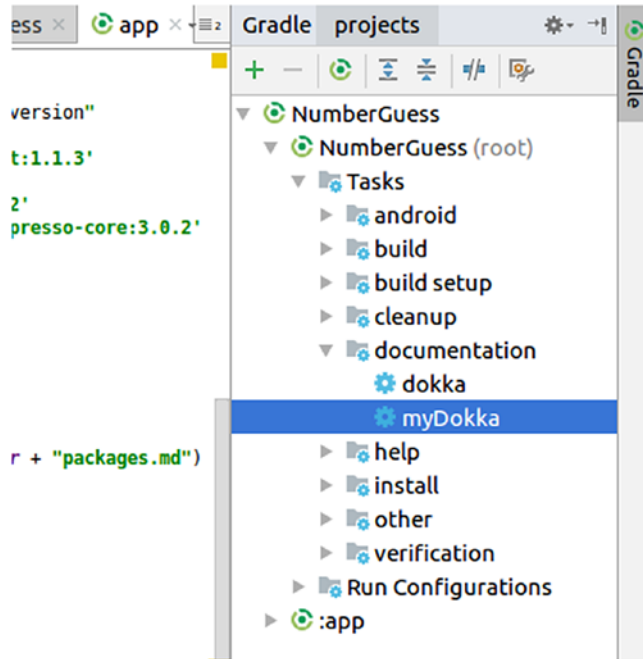 ess
app
2
version"
t:1.1.3'
2'
presso-core:3.0.2'
r + "packages.md")
Gradle projects
NumberGuess
NumberGuess (root)
Tasks
android
build
build setup
cleanup
documentation
dokka
myDokka
help
install
other
verification
Run Configurations
:app
Gradle